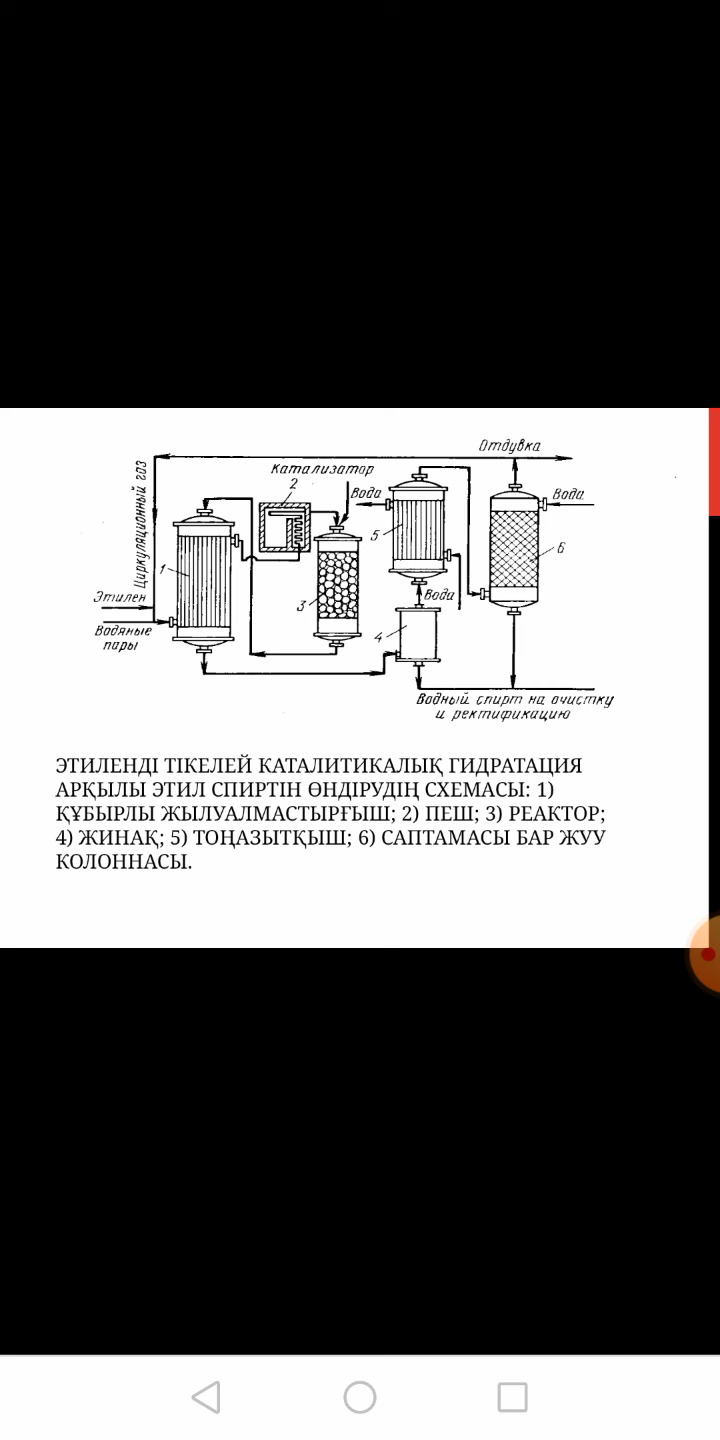 Отдувка
Циркуляционный газ
Катализатор
2
Вода
Вода
5
1
6
Этилен
3
Вода
Водяные
пары
4
Водный спирт на очистку
и ректификацию
ЭТИЛЕНДІ ТІКЕЛЕЙ КАТАЛИТИКАЛЫҚ ГИДРАТАЦИЯ
АРҚЫЛЫ ЭТИЛ СПИРТІН ӨНДІРУДІҢ СХЕМАСЫ: 1)
ҚҰБЫРЛЫ ЖЫЛУАЛМАСТЫРҒЫШ; 2) ПЕШ; 3) РЕАКТОР;
4) ЖИНАҚ; 5) ТОҢАЗЫТҚЫШ; 6) САПТАМАСЫ БАР ЖУУ
КОЛОННАСЫ.